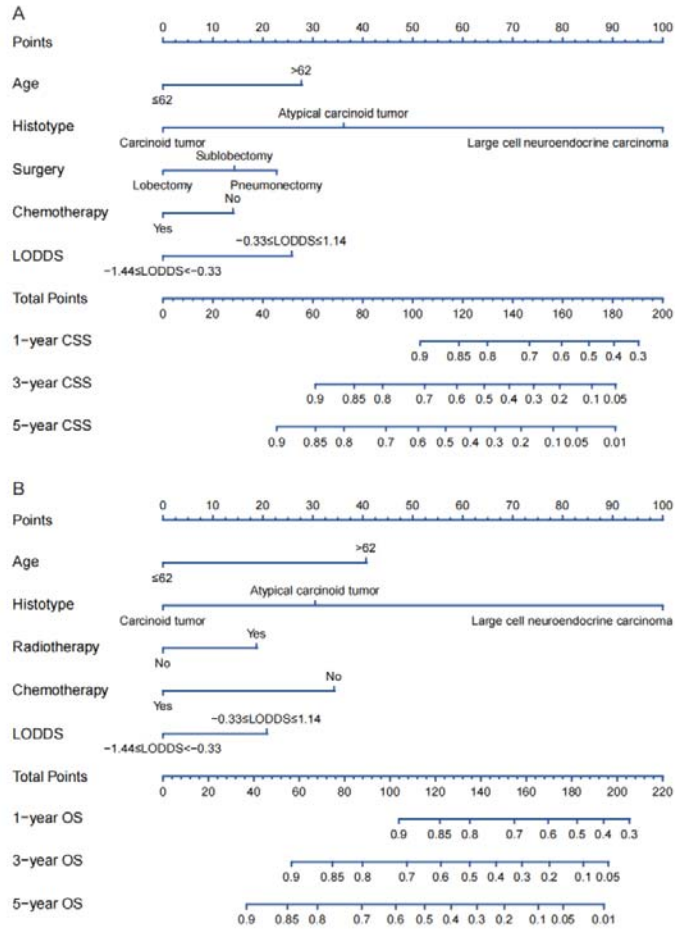 A
Points 0 10 20 30 40 50 60 70 80 90 100
Age ≤62 >62
Histotype Carcinoid tumor Atypical carcinoid tumor Large cell neuroendocrine carcinoma
Surgery Lobectomy Sublobectomy Pneumonectomy
Chemotherapy Yes No
LODDS −1.44≤LODDS<−0.33 −0.33≤LODDS≤1.14
Total Points 0 20 40 60 80 100 120 140 160 180 200
1−year CSS 0.9 0.85 0.8 0.7 0.6 0.5 0.4 0.3
3−year CSS 0.9 0.85 0.8 0.7 0.6 0.5 0.4 0.3 0.2 0.1 0.05
5−year CSS 0.9 0.85 0.8 0.7 0.6 0.5 0.4 0.3 0.2 0.1 0.05 0.01
B
Points 0 10 20 30 40 50 60 70 80 90 100
Age ≤62 >62
Histotype Carcinoid tumor Atypical carcinoid tumor Large cell neuroendocrine carcinoma
Radiotherapy No Yes
Chemotherapy Yes No
LODDS −1.44≤LODDS<−0.33 −0.33≤LODDS≤1.14
Total Points 0 20 40 60 80 100 120 140 160 180 200 220
1−year OS 0.9 0.85 0.8 0.7 0.6 0.5 0.4 0.3
3−year OS 0.9 0.85 0.8 0.7 0.6 0.5 0.4 0.3 0.2 0.1 0.05
5−year OS 0.9 0.85 0.8 0.7 0.6 0.5 0.4 0.3 0.2 0.1 0.05 0.01